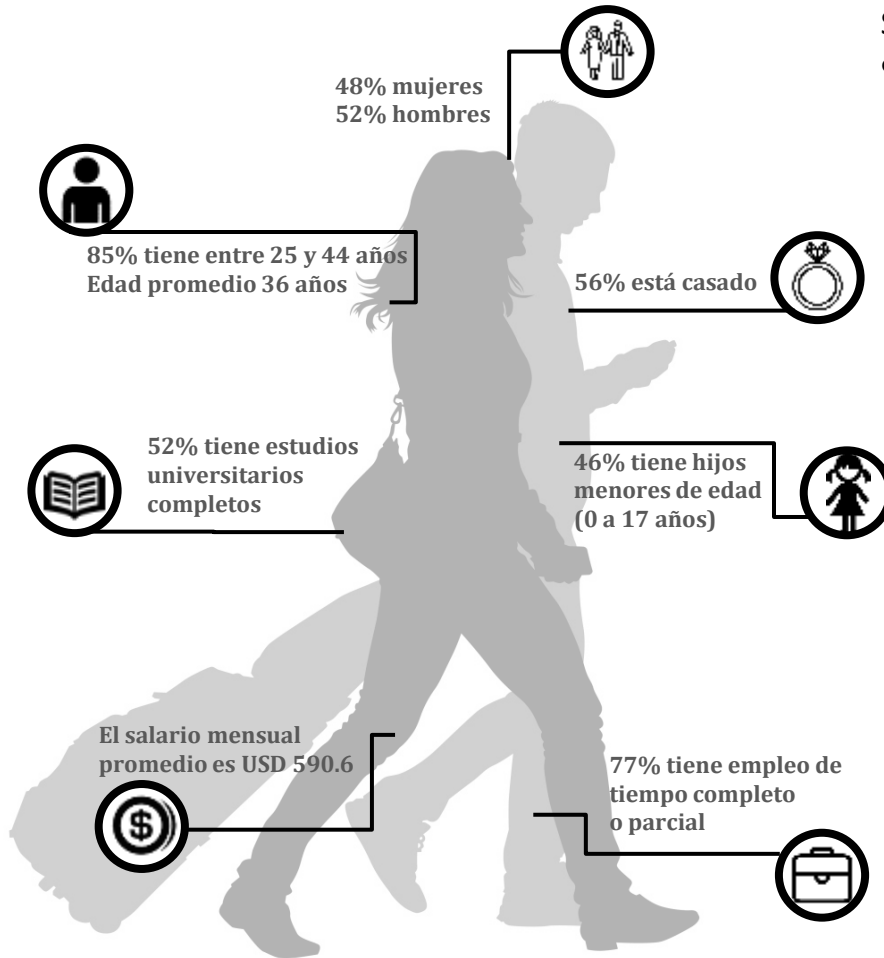 48% mujeres
52% hombres
85% tiene entre 25 y 44 años
Edad promedio 36 años
56% está casado
52% tiene estudios
universitarios
completos
46% tiene hijos
menores de edad
(0 a 17 años)
El salario mensual
promedio es USD 590.6
77% tiene empleo de
tiempo completo
o parcial
$